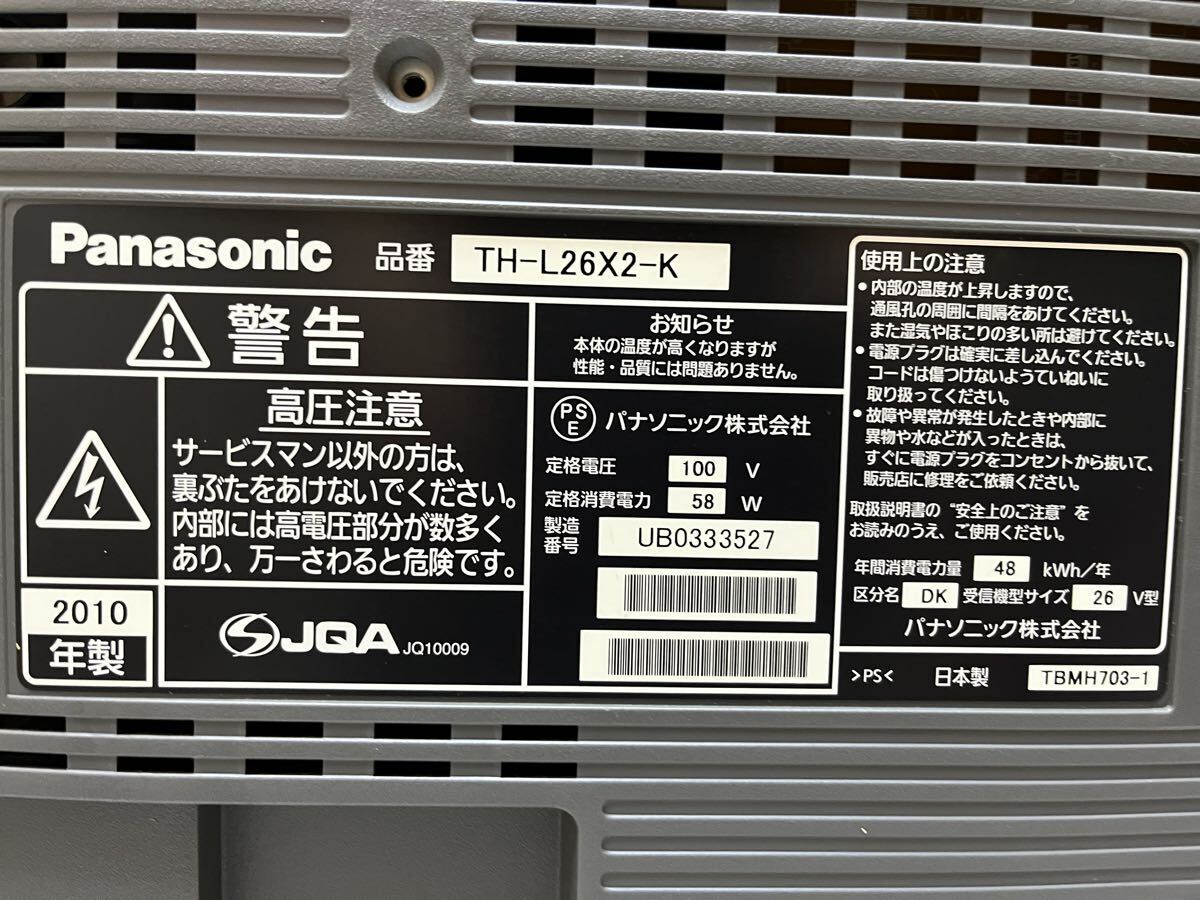 Panasonic 品番 TH-L26X2-K
警告
高圧注意
サービスマン以外の方は、
裏ぶたをあけないでください。
内部には高電圧部分が数多く
あり、万一さわると危険です。
2010
年製
JQA JQ10009
お知らせ
本体の温度が高くなりますが
性能・品質には問題ありません。
PSE パナソニック株式会社
定格電圧 100 V
定格消費電力 58 W
製造番号 UB0333527
使用上の注意
●内部の温度が上昇しますので、
通風孔の周囲に間隔をあけてください。
また湿気やほこりの多い所は避けてください。
●電源プラグは確実に差し込んでください。
コードは傷つけないようていねいに
取り扱ってください。
●故障や異常が発生したときや内部に
異物や水などが入ったときは、
すぐに電源プラグをコンセントから抜いて、
販売店に修理をご依頼ください。
取扱説明書の"安全上のご注意"を
お読みのうえ、ご使用ください。
年間消費電力量 48 kWh/年
区分名 DK 受信機型サイズ 26 V型
パナソニック株式会社
>PS< 日本製 TBMH703-1